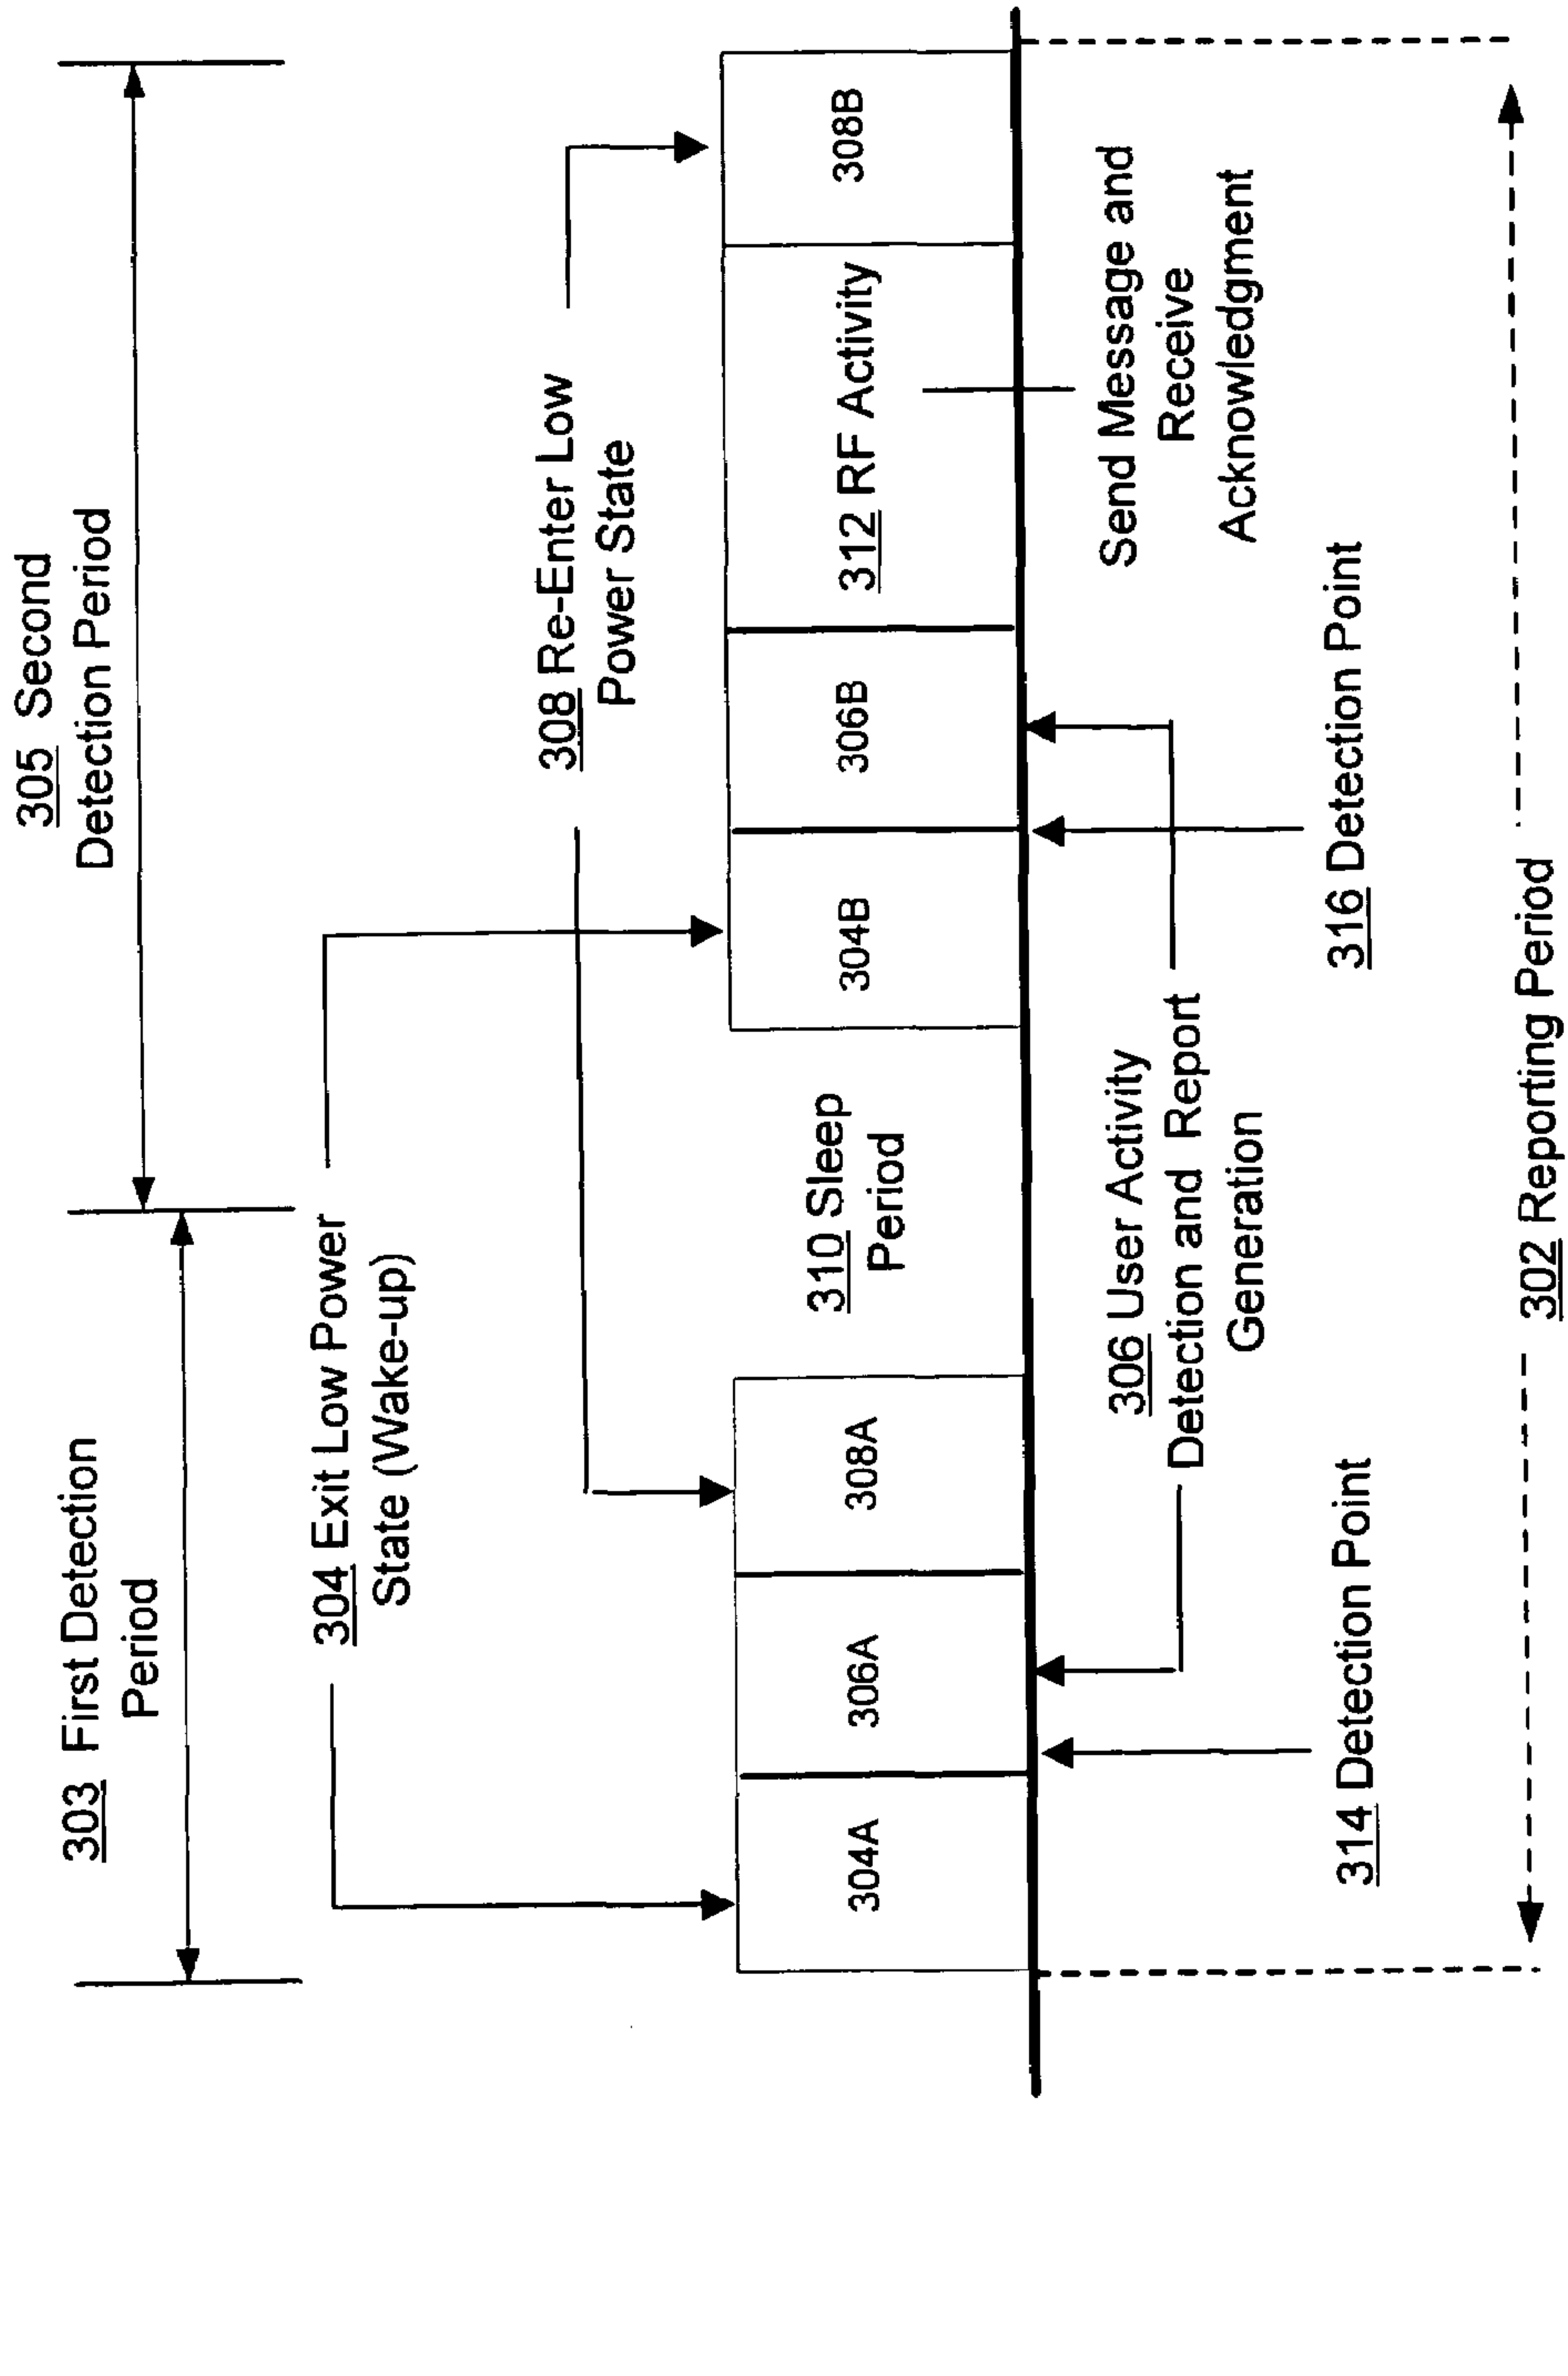 303 First Detection
Period
305 Second
Detection Period
304 Exit Low Power
State (Wake-up)
308 Re-Enter Low
Power State
304A
306A
308A
310 Sleep
Period
304B
306B
312 RF Activity
308B
306 User Activity
Detection and Report
Generation
Send Message and
Receive
Acknowledgment
314 Detection Point
316 Detection Point
302 Reporting Period